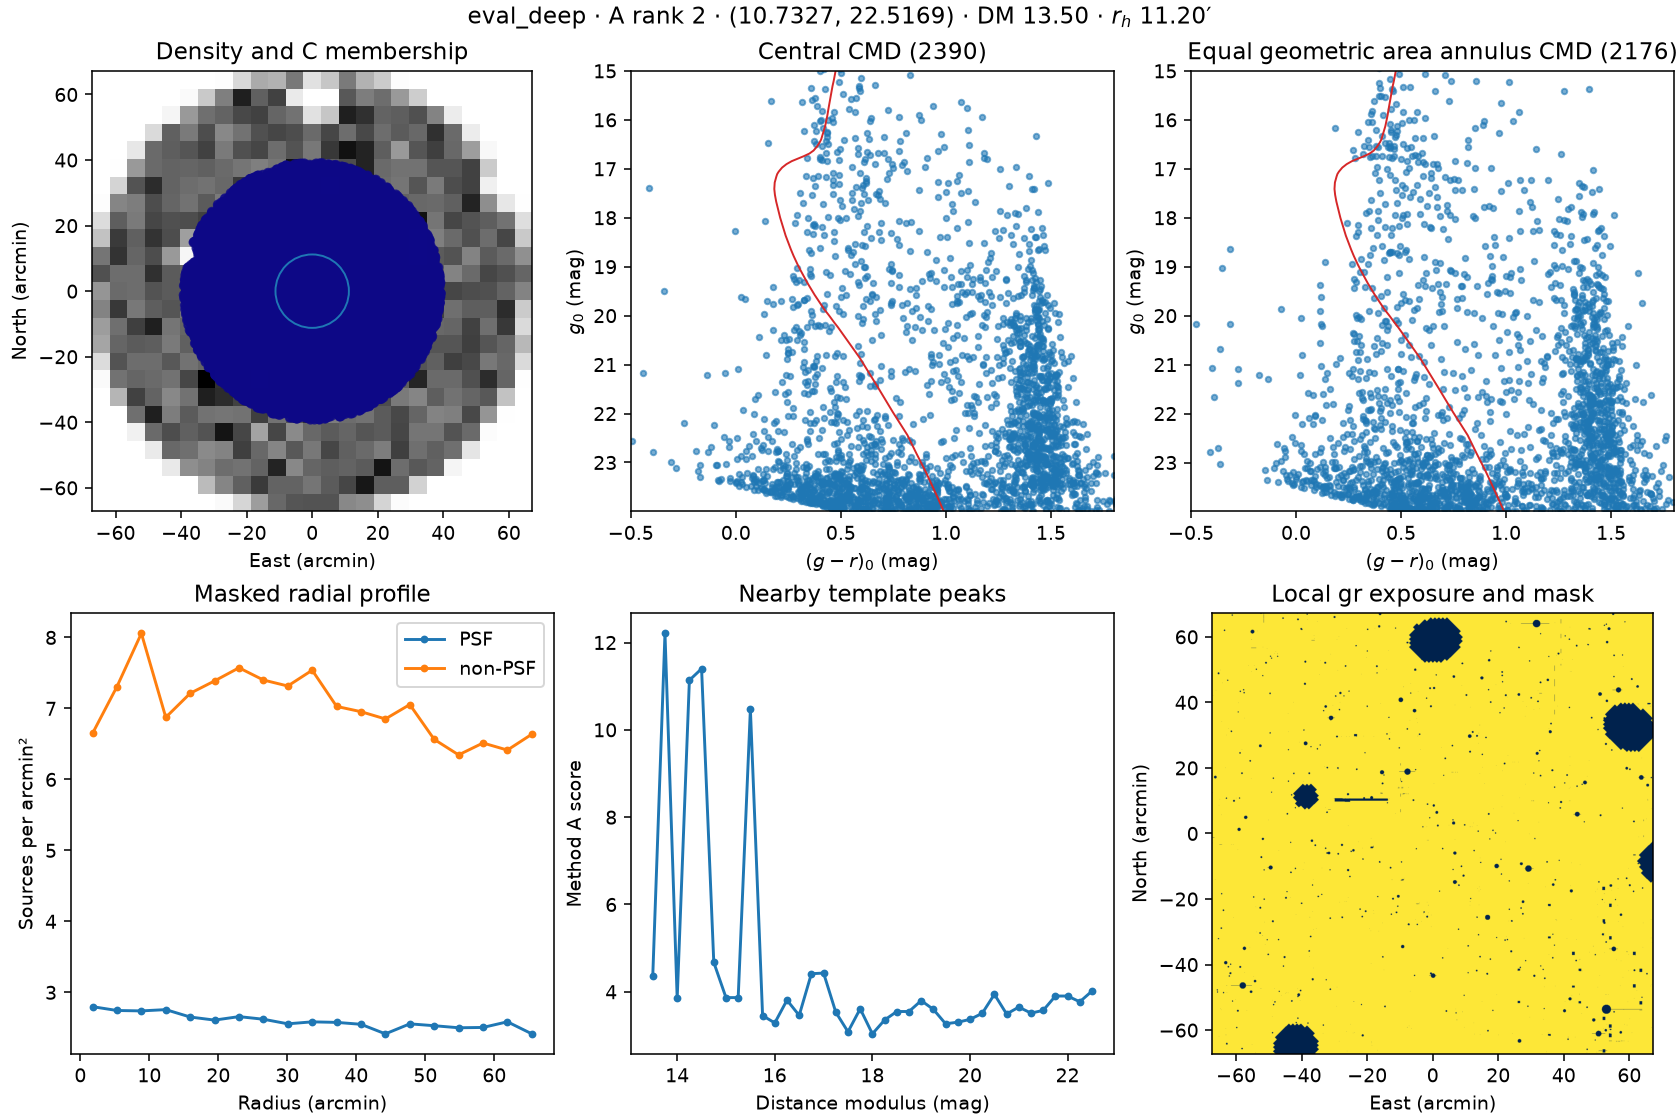 eval_deep · A rank 2 · (10.7327, 22.5169) · DM 13.50 · r_h 11.20′
Density and C membership
60
40
20
0
−20
−40
−60
North (arcmin)
−60 −40 −20 0 20 40 60
East (arcmin)
Central CMD (2390)
15
16
17
18
19
20
21
22
23
g₀ (mag)
−0.5 0.0 0.5 1.0 1.5
(g − r)₀ (mag)
Equal geometric area annulus CMD (2176)
15
16
17
18
19
20
21
22
23
g₀ (mag)
−0.5 0.0 0.5 1.0 1.5
(g − r)₀ (mag)
Masked radial profile
PSF
non-PSF
8
7
6
5
4
3
Sources per arcmin²
0 10 20 30 40 50 60
Radius (arcmin)
Nearby template peaks
12
10
8
6
4
Method A score
14 16 18 20 22
Distance modulus (mag)
Local gr exposure and mask
60
40
20
0
−20
−40
−60
North (arcmin)
−60 −40 −20 0 20 40 60
East (arcmin)